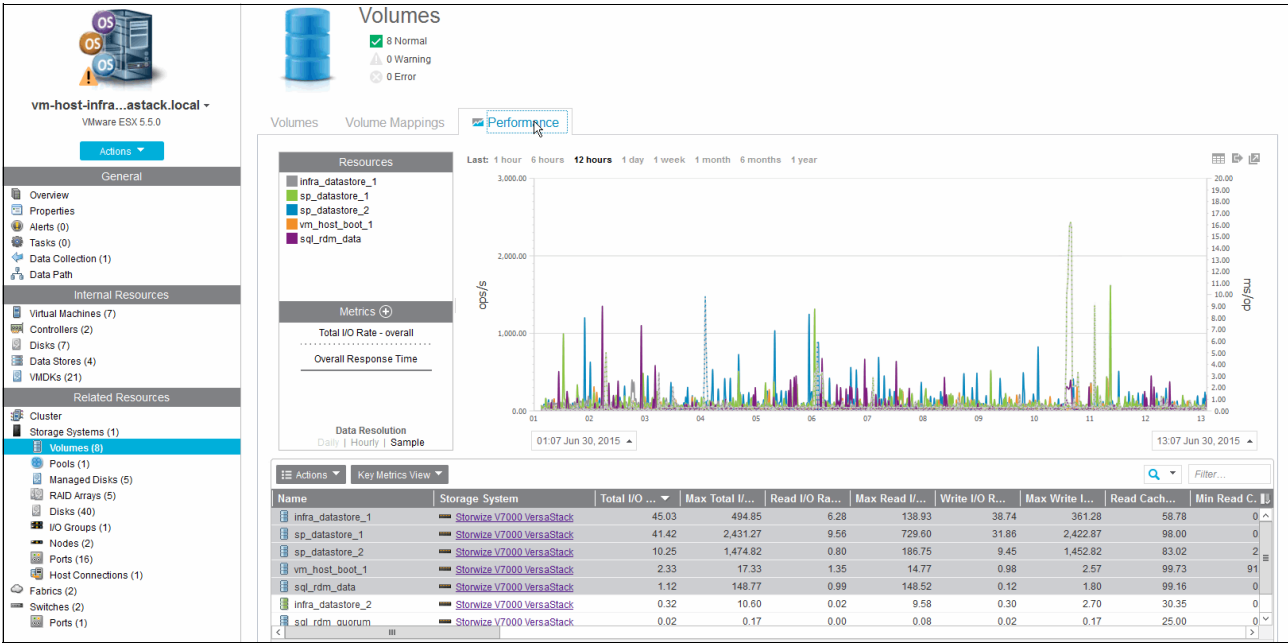 OS
OS
OS
vm-host-infra...astack.local
VMware ESX 5.5.0
Actions
General
Overview
Properties
Alerts (0)
Tasks (0)
Data Collection (1)
Data Path
Internal Resources
Virtual Machines (7)
Controllers (2)
Disks (7)
Data Stores (4)
VMDKs (21)
Related Resources
Cluster
Storage Systems (1)
Volumes (8)
Pools (1)
Managed Disks (5)
RAID Arrays (5)
Disks (40)
I/O Groups (1)
Nodes (2)
Ports (16)
Host Connections (1)
Fabrics (2)
Switches (2)
Ports (1)
Volumes
8 Normal
0 Warning
0 Error
Volumes Volume Mappings Performance
Resources
infra_datastore_1
sp_datastore_1
sp_datastore_2
vm_host_boot_1
sql_rdm_data
Metrics
Total I/O Rate - overall
Overall Response Time
Data Resolution
Daily | Hourly | Sample
Last: 1 hour 6 hours 12 hours 1 day 1 week 1 month 6 months 1 year
3,000.00
2,000.00
1,000.00
0.00
ops/s
20.00
19.00
18.00
17.00
16.00
15.00
14.00
13.00
12.00
11.00
10.00
9.00
8.00
7.00
6.00
5.00
4.00
3.00
2.00
1.00
0.00
ms/op
01 02 03 04 05 06 07 08 09 10 11 12 13
01:07 Jun 30, 2015 13:07 Jun 30, 2015
Actions Key Metrics View Filter...
Name Storage System Total I/O ... Max Total I/... Read I/O Ra... Max Read I/... Write I/O R... Max Write I... Read Cach... Min Read C.
infra_datastore_1 Storwize V7000 VersaStack 45.03 494.85 6.28 138.93 38.74 361.28 58.78 0
sp_datastore_1 Storwize V7000 VersaStack 41.42 2,431.27 9.56 729.60 31.86 2,422.87 98.00 0
sp_datastore_2 Storwize V7000 VersaStack 10.25 1,474.82 0.80 186.75 9.45 1,452.82 83.02 2
vm_host_boot_1 Storwize V7000 VersaStack 2.33 17.33 1.35 14.77 0.98 2.57 99.73 91
sql_rdm_data Storwize V7000 VersaStack 1.12 148.77 0.99 148.52 0.12 1.80 99.16 0
infra_datastore_2 Storwize V7000 VersaStack 0.32 10.60 0.02 9.58 0.30 2.70 30.35 0
sql_rdm_quorum Storwize V7000 VersaStack 0.02 0.17 0.00 0.08 0.02 0.17 25.00 0